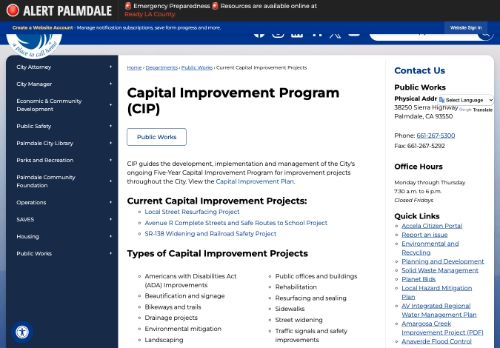 ALERT PALMDALE
🚨 Emergency Preparedness 🚨 Resources are available online at
Ready LA County.
Create a Website Account - Manage notification subscriptions, save form progress and more.
Website Sign In
a place to call home
City Attorney
City Manager
Economic & Community
Development
Public Safety
Palmdale City Library
Parks and Recreation
Palmdale Community
Foundation
Operations
SAVES
Housing
Public Works
Home › Departments › Public Works › Current Capital Improvement Projects
Capital Improvement Program
(CIP)
Public Works
CIP guides the development, implementation and management of the City's
ongoing Five-Year Capital Improvement Program for improvement projects
throughout the City. View the Capital Improvement Plan.
Current Capital Improvement Projects:
Local Street Resurfacing Project
Avenue R Complete Streets and Safe Routes to School Project
SR-138 Widening and Railroad Safety Project
Types of Capital Improvement Projects
Americans with Disabilities Act
(ADA) Improvements
Beautification and signage
Bikeways and trails
Drainage projects
Environmental mitigation
Landscaping
Public offices and buildings
Rehabilitation
Resurfacing and sealing
Sidewalks
Street widening
Traffic signals and safety
improvements
Contact Us
Public Works
Physical Addr
Select Language
38250 Sierra Highway
Google Translate
Palmdale, CA 93550
Phone: 661-267-5300
Fax: 661-267-5292
Office Hours
Monday through Thursday
7:30 a.m. to 6 p.m.
Closed Fridays
Quick Links
Accela Citizen Portal
Report an issue
Environmental and
Recycling
Planning and Development
Solid Waste Management
Planet Bids
Local Hazard Mitigation
Plan
AV Integrated Regional
Water Management Plan
Amargosa Creek
Improvement Project (PDF)
Anaverde Flood Control